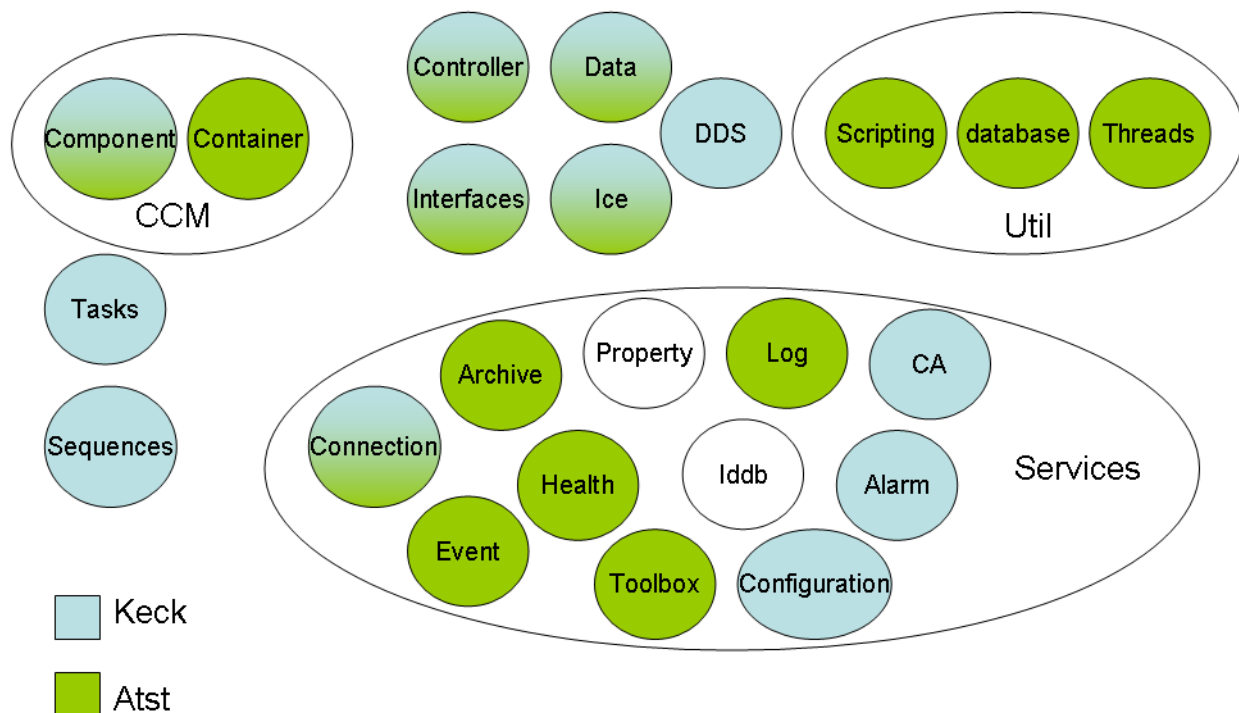 Controller
Data
Component
Container
DDS
Scripting
database
Threads
Interfaces
Ice
CCM
Util
Tasks
Property
Log
CA
Archive
Sequences
Connection
Health
Iddb
Alarm
Services
Event
Toolbox
Configuration
Keck
Atst